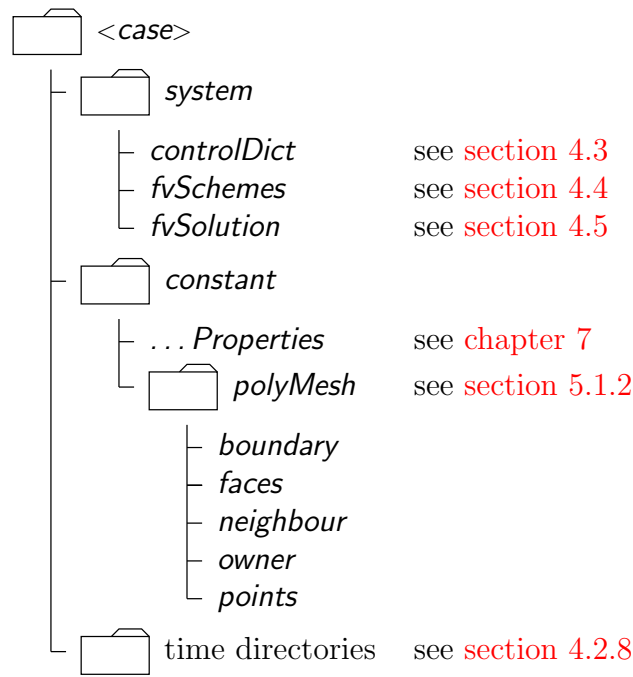 <case>
system
controlDict see section 4.3
fvSchemes see section 4.4
fvSolution see section 4.5
constant
...Properties see chapter 7
polyMesh see section 5.1.2
boundary
faces
neighbour
owner
points
time directories see section 4.2.8